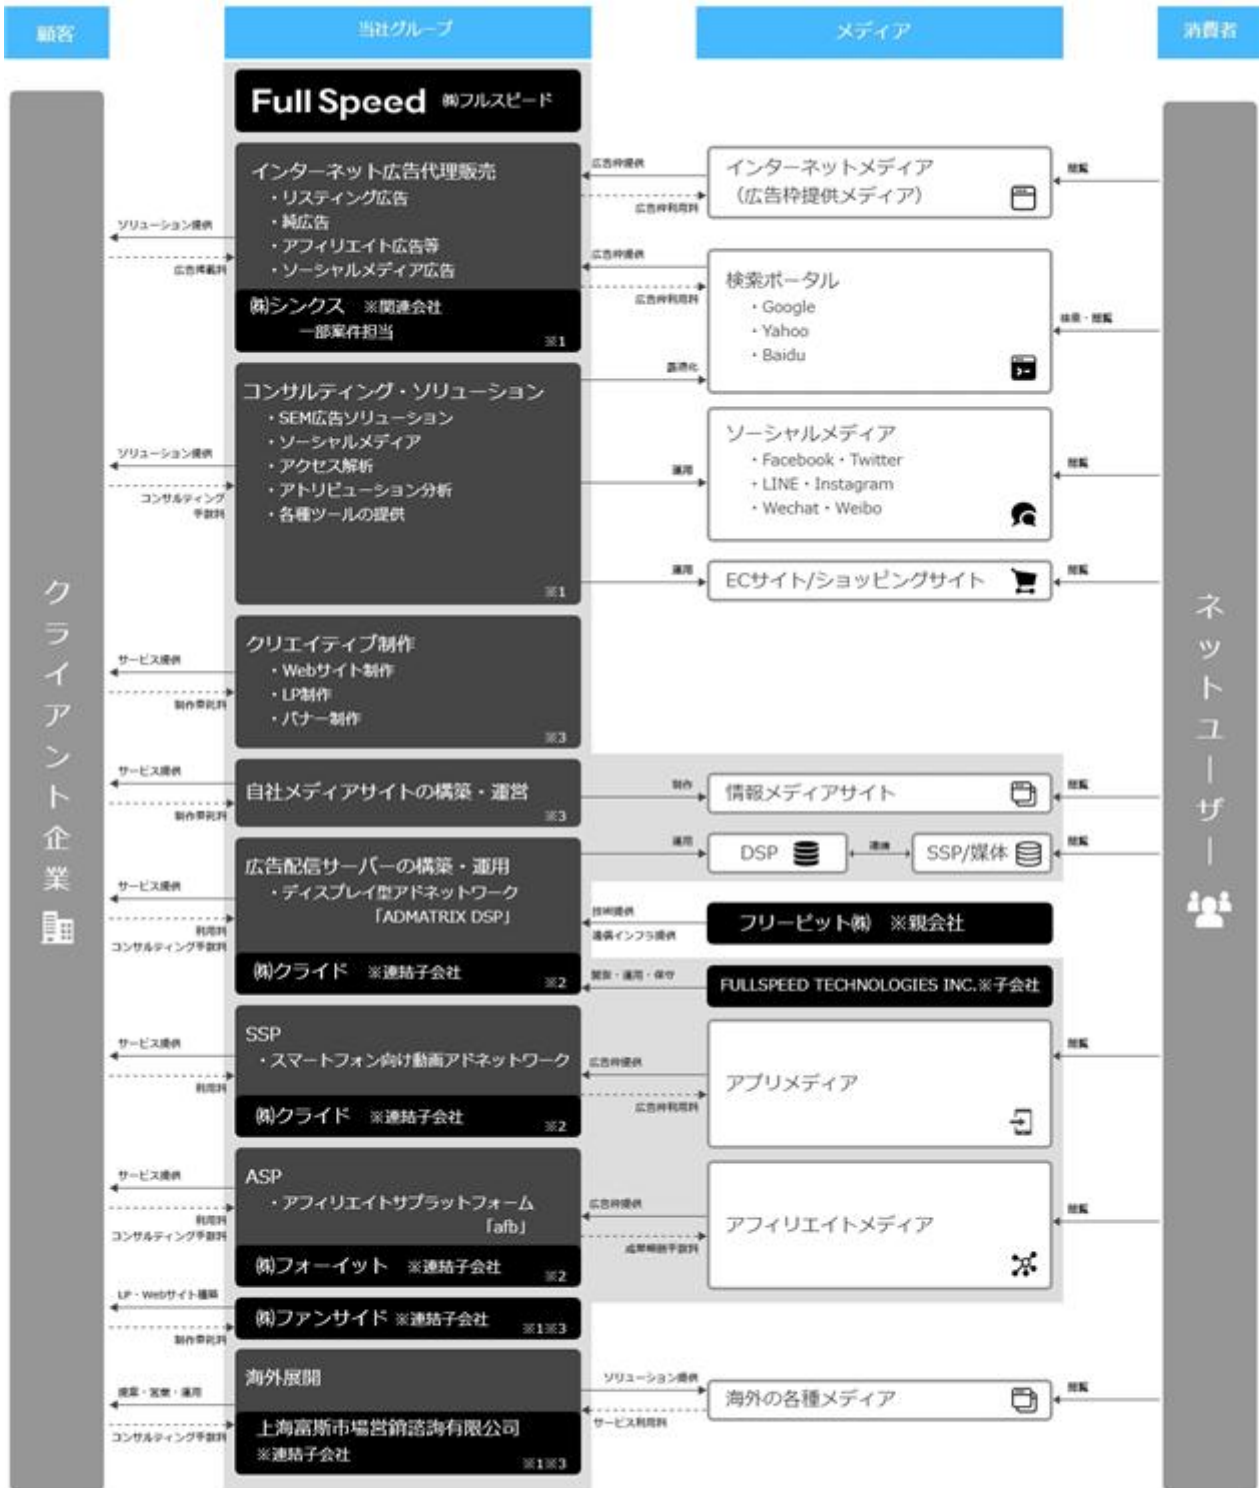 顧客
当社グループ
メディア
消費者
クライアント企業
ネットユーザー
Full Speed ㈱フルスピード
インターネット広告代理販売
・リスティング広告
・純広告
・アフィリエイト広告等
・ソーシャルメディア広告
㈱シンクス ※関連会社
一部案件担当
※1
ソリューション提供
広告掲載料
広告枠提供
広告枠利用料
インターネットメディア
（広告枠提供メディア）
閲覧
広告枠提供
広告枠利用料
検索ポータル
・Google
・Yahoo
・Baidu
検索・閲覧
最適化
コンサルティング・ソリューション
・SEM広告ソリューション
・ソーシャルメディア
・アクセス解析
・アトリビューション分析
・各種ツールの提供
※1
ソリューション提供
コンサルティング
手数料
運用
ソーシャルメディア
・Facebook・Twitter
・LINE・Instagram
・Wechat・Weibo
閲覧
運用
ECサイト/ショッピングサイト
閲覧
クリエイティブ制作
・Webサイト制作
・LP制作
・バナー制作
※3
サービス提供
制作委託料
自社メディアサイトの構築・運営
※3
サービス提供
制作委託料
制作
情報メディアサイト
閲覧
広告配信サーバーの構築・運用
・ディスプレイ型アドネットワーク
「ADMATRIX DSP」
㈱クライド ※連結子会社
※2
サービス提供
利用料
コンサルティング手数料
運用
DSP
連携
SSP/媒体
閲覧
技術提供
通信インフラ提供
フリービット㈱ ※親会社
開発・運用・保守
FULLSPEED TECHNOLOGIES INC.※子会社
SSP
・スマートフォン向け動画アドネットワーク
㈱クライド ※連結子会社
※2
サービス提供
利用料
広告枠提供
広告枠利用料
アプリメディア
閲覧
ASP
・アフィリエイトサプラットフォーム
「afb」
㈱フォーイット ※連結子会社
※2
サービス提供
利用料
コンサルティング手数料
広告枠提供
成果報酬手数料
アフィリエイトメディア
閲覧
LP・Webサイト構築
制作委託料
㈱ファンサイド ※連結子会社
※1※3
海外展開
上海富斯市場営銷諮詢有限公司
※連結子会社
※1※3
提案・営業・運用
コンサルティング手数料
ソリューション提供
サービス利用料
海外の各種メディア
閲覧